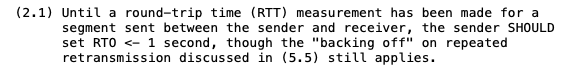 (2.1) Until a round-trip time (RTT) measurement has been made for a
segment sent between the sender and receiver, the sender SHOULD
set RTO <- 1 second, though the "backing off" on repeated
retransmission discussed in (5.5) still applies.